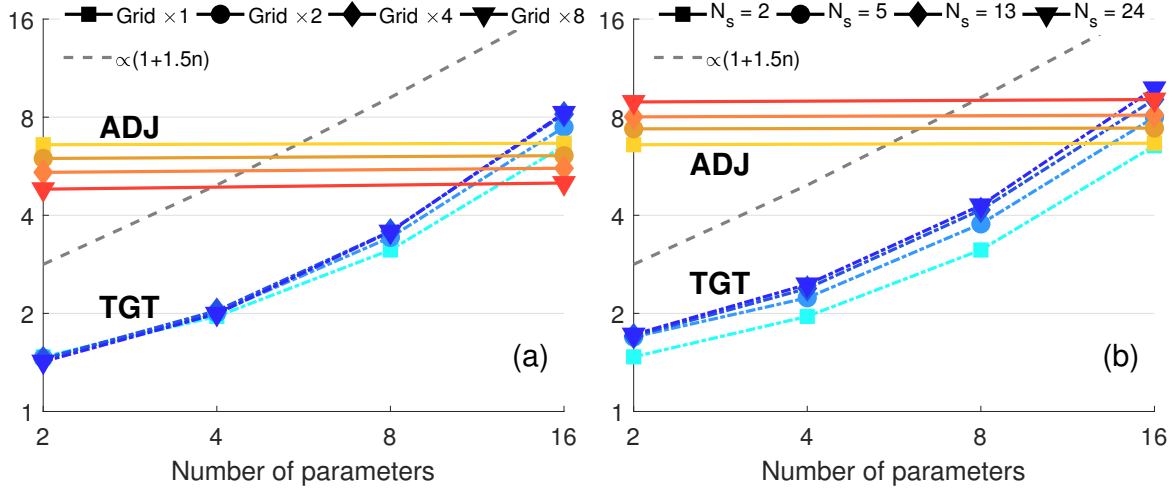 Grid ×1 Grid ×2 Grid ×4 Grid ×8
∝(1+1.5n)
16
8
4
2
1
ADJ
TGT
(a)
2 4 8 16
Number of parameters
N_s = 2 N_s = 5 N_s = 13 N_s = 24
∝(1+1.5n)
16
8
4
2
1
ADJ
TGT
(b)
2 4 8 16
Number of parameters